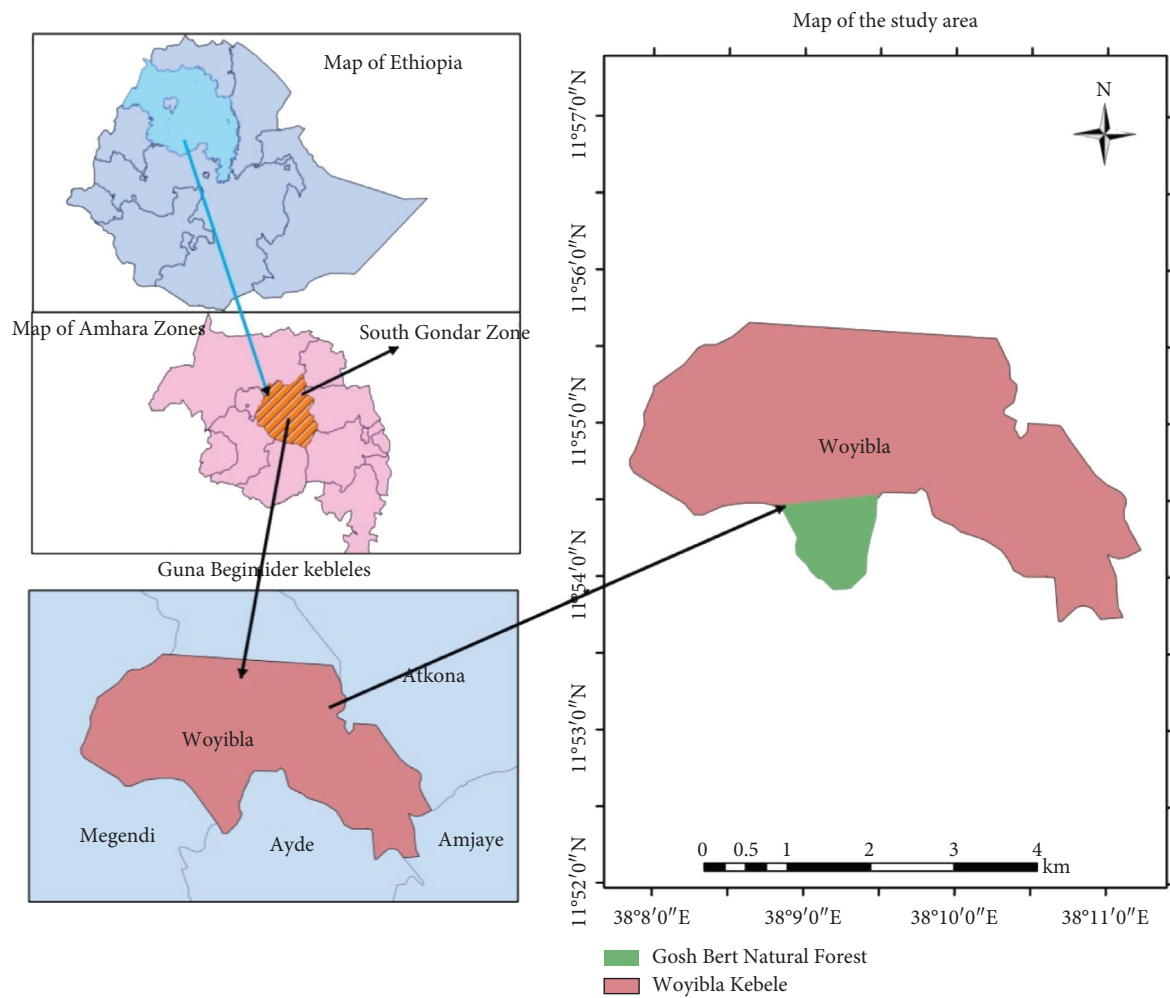 Map of the study area
Map of Ethiopia
Map of Amhara Zones
South Gondar Zone
Guna Begimider kebleles
Atkona
Woyibla
Megendi
Ayde
Amjaye
N
11°57′0″N
11°56′0″N
11°55′0″N
11°54′0″N
11°53′0″N
11°52′0″N
Woyibla
0 0.5 1 2 3 4
km
38°8′0″E 38°9′0″E 38°10′0″E 38°11′0″E
Gosh Bert Natural Forest
Woyibla Kebele